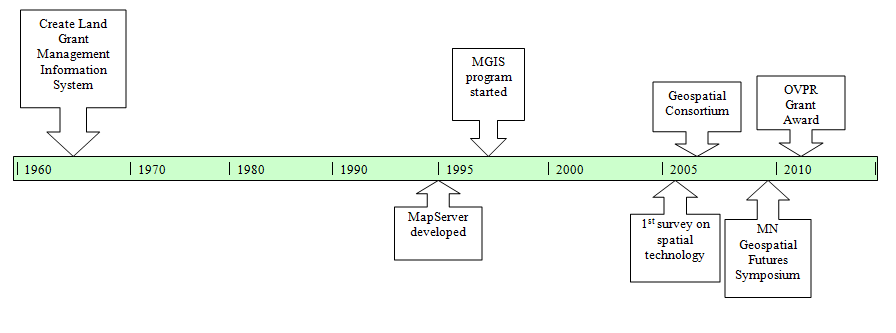 Create Land
Grant
Management
Information
System
MGIS
program
started
Geospatial
Consortium
OVPR
Grant
Award
1960
1970
1980
1990
1995
2000
2005
2010
MapServer
developed
1st survey on
spatial
technology
MN
Geospatial
Futures
Symposium